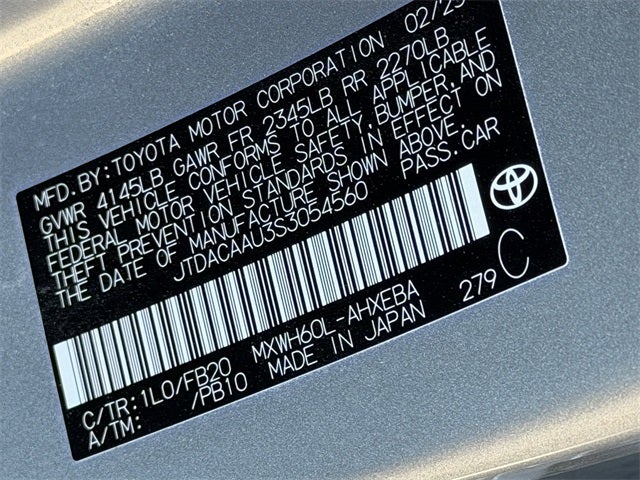 MFD. BY: TOYOTA MOTOR CORPORATION 02/25
GVWR 4145LB GAWR FR 2345LB RR 2270LB
THIS VEHICLE CONFORMS TO ALL APPLICABLE
FEDERAL MOTOR VEHICLE SAFETY, BUMPER, AND
THEFT PREVENTION STANDARDS IN EFFECT ON
THE DATE OF MANUFACTURE SHOWN ABOVE.
JTDACAAU3S3054560 PASS. CAR
C/TR: 1L0/FB20 MXWH60L-AHXEBA 279 C
A/TM: /PB10 MADE IN JAPAN